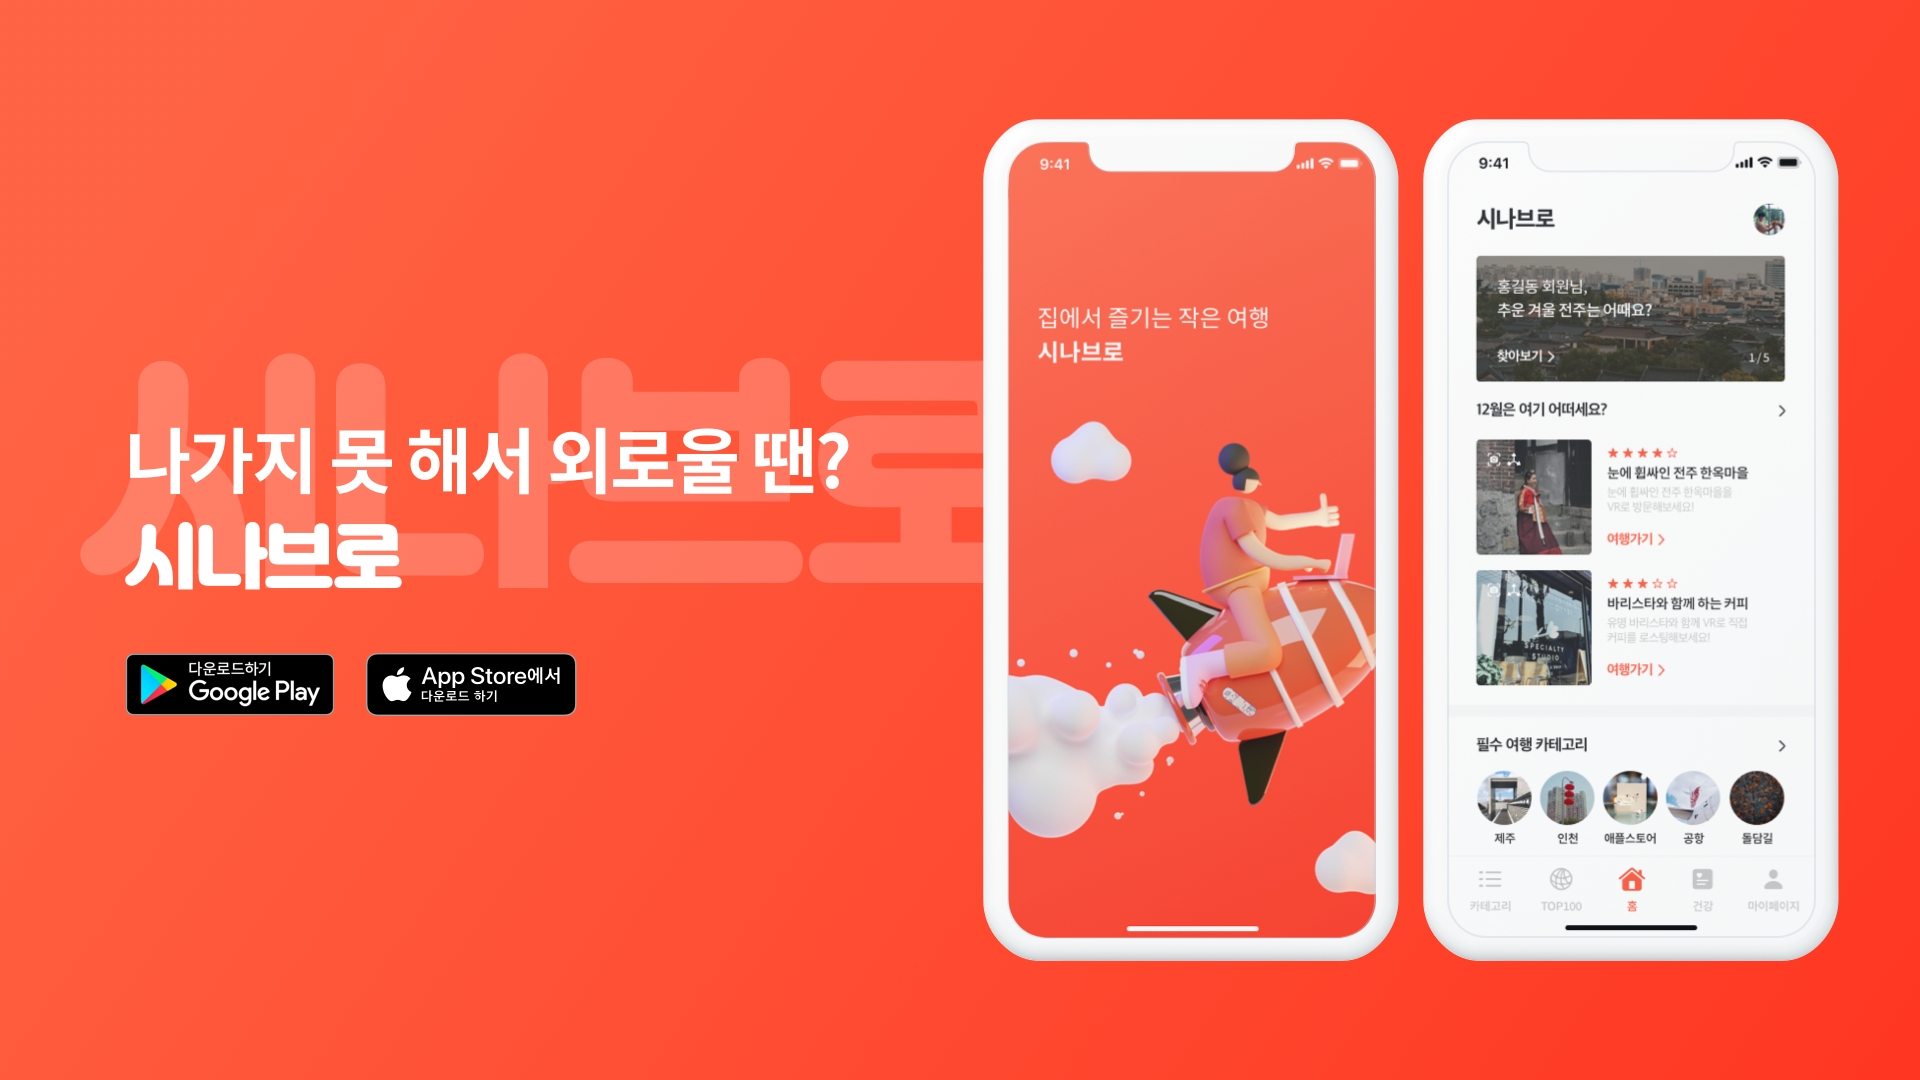 시나브로
나가지 못 해서 외로울 땐?
시나브로
다운로드하기
Google Play
App Store에서
다운로드 하기
9:41
집에서 즐기는 작은 여행
시나브로
9:41
시나브로
홍길동 회원님,
추운 겨울 전주는 어때요?
찾아보기
1/5
12월은 여기 어떠세요?
눈에 휩싸인 전주 한옥마을
눈에 휩싸인 전주 한옥마을을
VR로 방문해보세요!
여행가기
SPECIALTY
STUDIO
바리스타와 함께 하는 커피
유명 바리스타와 함께 VR로 직접
커피를 로스팅해보세요!
여행가기
필수 여행 카테고리
제주
인천
애플스토어
공항
돌담길
카테고리
TOP100
홈
건강
마이페이지